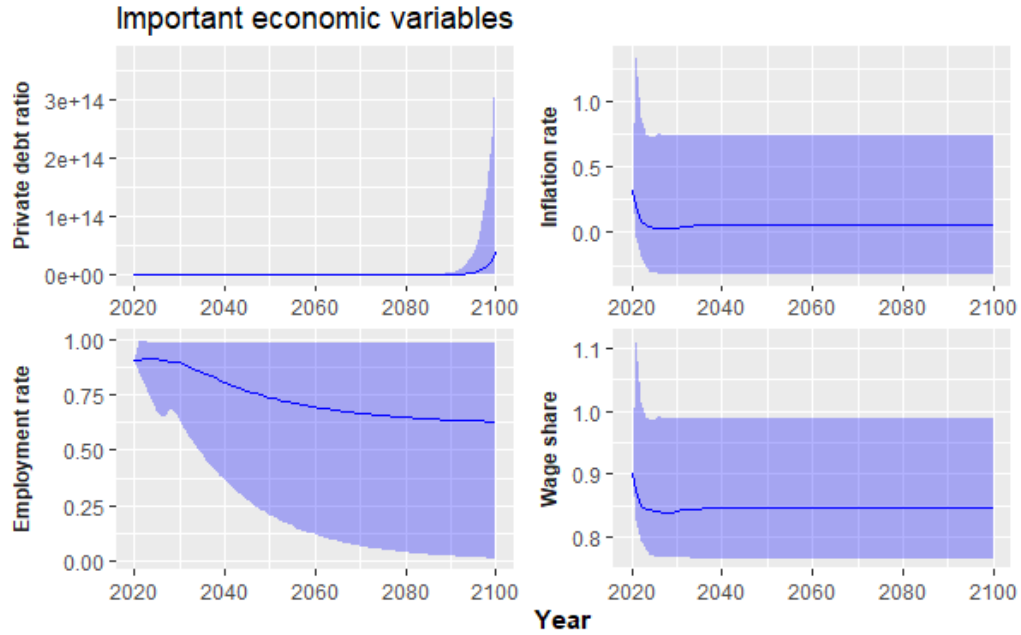 Important economic variables
Private debt ratio
3e+14
2e+14
1e+14
0e+00
2020 2040 2060 2080 2100
Inflation rate
1.0
0.5
0.0
2020 2040 2060 2080 2100
Employment rate
1.00
0.75
0.50
0.25
0.00
2020 2040 2060 2080 2100
Wage share
1.1
1.0
0.9
0.8
2020 2040 2060 2080 2100
Year